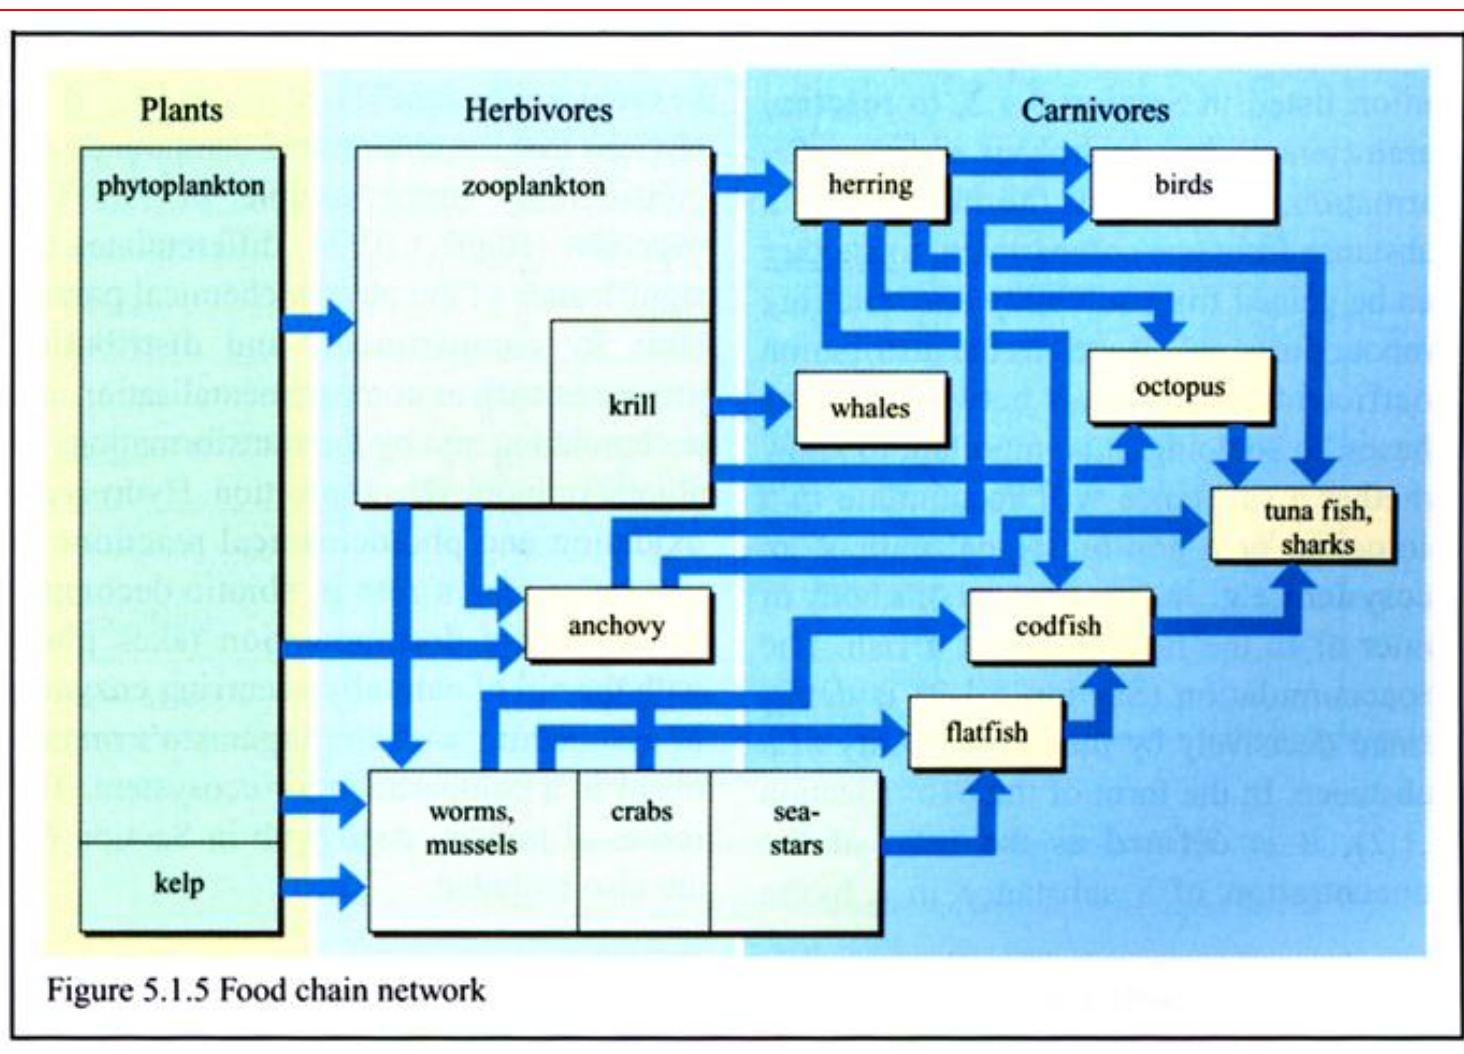 Plants
Herbivores
Carnivores
phytoplankton
zooplankton
herring
birds
krill
whales
octopus
tuna fish,
sharks
anchovy
codfish
flatfish
worms,
mussels
crabs
sea-
stars
kelp
Figure 5.1.5 Food chain network